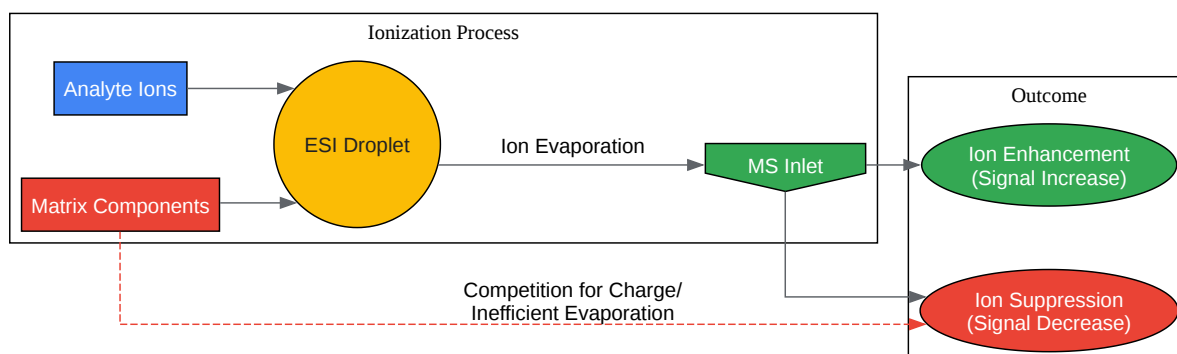 Ionization Process
Analyte Ions
ESI Droplet
Matrix Components
Ion Evaporation
MS Inlet
Outcome
Ion Enhancement
(Signal Increase)
Competition for Charge/
Inefficient Evaporation
Ion Suppression
(Signal Decrease)